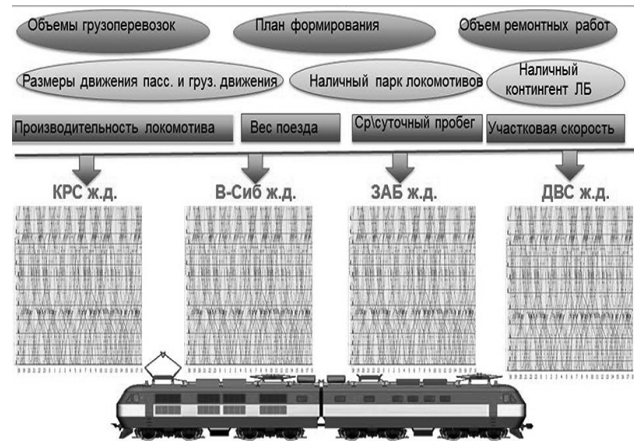 Объемы грузоперевозок
План формирования
Объем ремонтных работ
Размеры движения пасс. и груз. движения
Наличный парк локомотивов
Наличный
контингент ЛБ
Производительность локомотива
Вес поезда
Ср\суточный пробег
Участковая скорость
КРС ж.д.
В-Сиб ж.д.
ЗАБ ж.д.
ДВС ж.д.